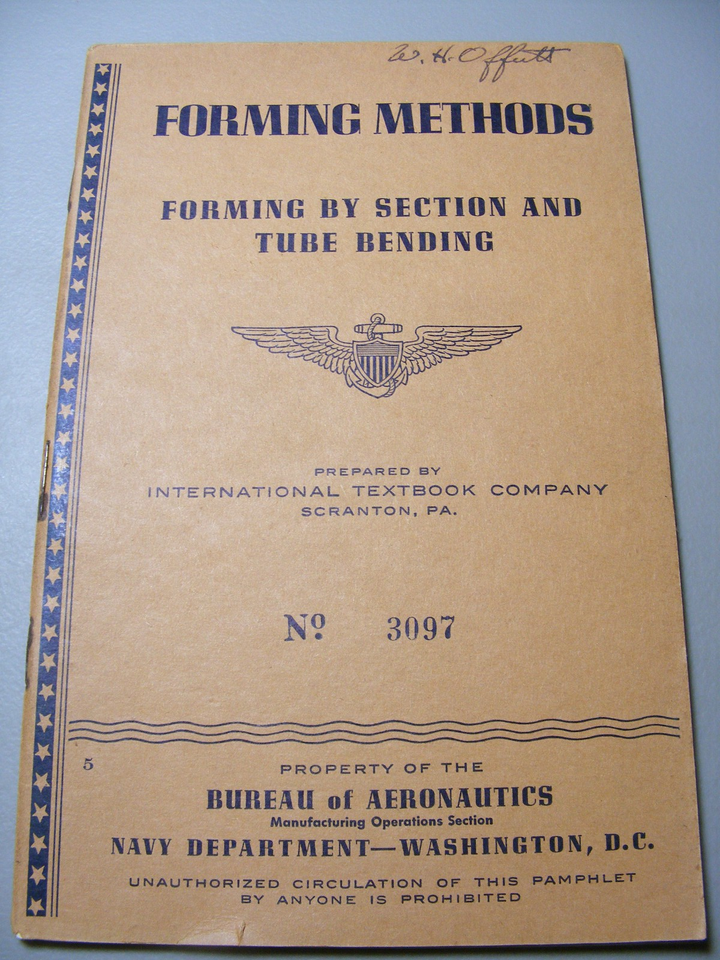 W. H. Offutt
FORMING METHODS
FORMING BY SECTION AND
TUBE BENDING
PREPARED BY
INTERNATIONAL TEXTBOOK COMPANY
SCRANTON, PA.
Nº 3097
5
PROPERTY OF THE
BUREAU of AERONAUTICS
Manufacturing Operations Section
NAVY DEPARTMENT—WASHINGTON, D.C.
UNAUTHORIZED CIRCULATION OF THIS PAMPHLET
BY ANYONE IS PROHIBITED